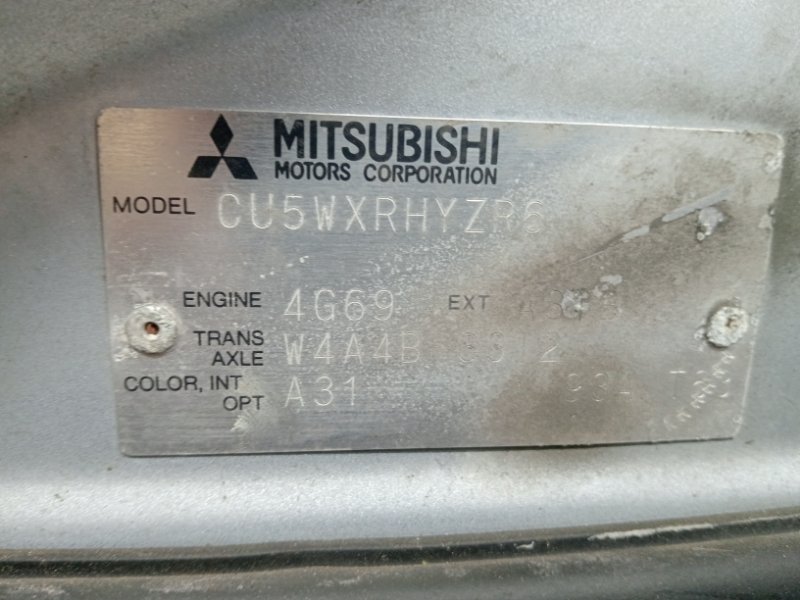 MITSUBISHI
MOTORS CORPORATION
MODEL CU5WXRHYZR6
ENGINE 4G69 EXT
TRANS
AXLE W4A4B
COLOR, INT
OPT A31